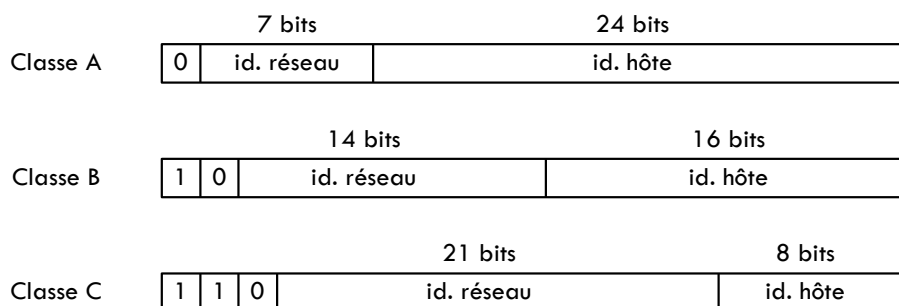 7 bits 24 bits
Classe A 0 id. réseau id. hôte
14 bits 16 bits
Classe B 1 0 id. réseau id. hôte
21 bits 8 bits
Classe C 1 1 0 id. réseau id. hôte